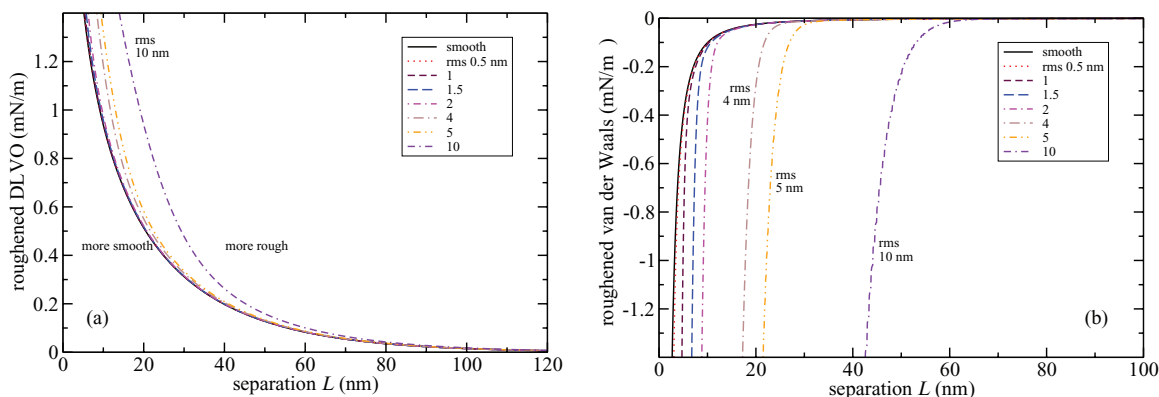 roughened DLVO (mN/m)
1.2
1
0.8
0.6
0.4
0.2
0
rms
10 nm
smooth
rms 0.5 nm
1
1.5
2
4
5
10
more smooth
more rough
(a)
0
20
40
60
80
100
120
separation L (nm)
roughened van der Waals (mN/m )
0
-0.2
-0.4
-0.6
-0.8
-1
-1.2
rms
4 nm
rms
5 nm
rms
10 nm
smooth
rms 0.5 nm
1
1.5
2
4
5
10
(b)
0
20
40
60
80
100
separation L (nm)